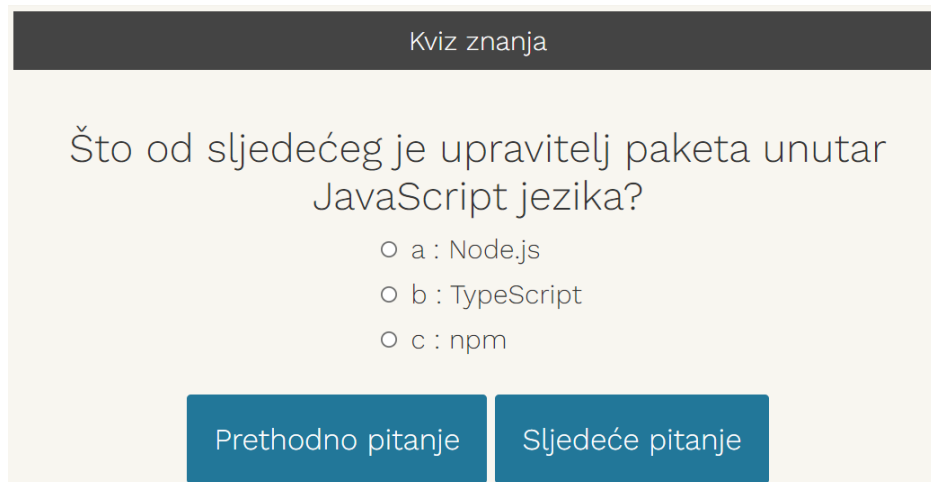 Kviz znanja
Što od sljedećeg je upravitelj paketa unutar
JavaScript jezika?
a : Node.js
b : TypeScript
c : npm
Prethodno pitanje
Sljedeće pitanje